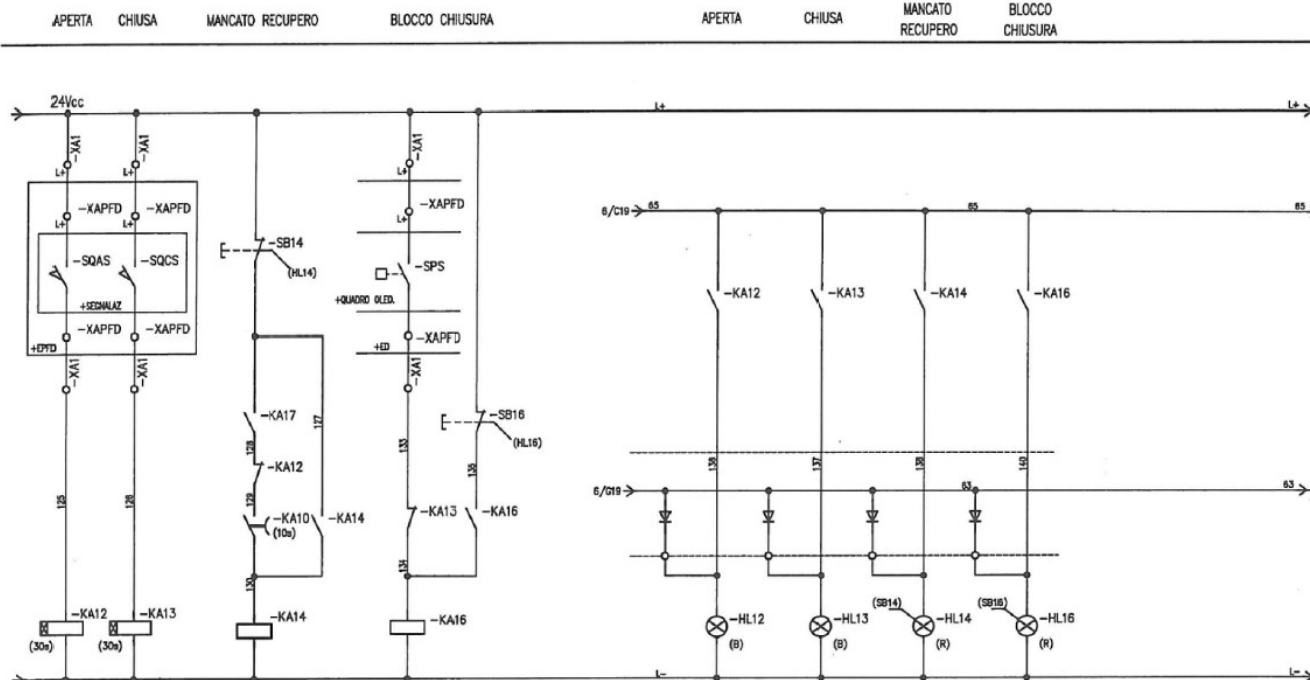 APERTA CHIUSA MANCATO RECUPERO BLOCCO CHIUSURA APERTA CHIUSA MANCATO RECUPERO BLOCCO CHIUSURA
24Vcc L+ L+
-XA1 -XA1 -XA1
L+ L+ L+
-XAPFD -XAPFD -XAPFD
L+ L+ L+
6/C19 65 65 65
-SB14
(HL14)
-SQAS -SQCS -SPS
+SEGNALAZ +QUADRO OLED.
-KA12 -KA13 -KA14 -KA16
-XAPFD -XAPFD -XAPFD
+EPFD +ED
-XA1 -XA1 -XA1
-KA17 127 133 -SB16
(HL16)
128 135
-KA12 136 137 138 140
125 126 129 6/G19 63 63
-KA10 -KA14 -KA13 -KA16
(10s)
130 134
-KA12 -KA13 -KA14 -KA16 -HL12 -HL13 (SB14) -HL14 (SB16) -HL16
(30s) (30s) (B) (B) (R) (R)
L- L-